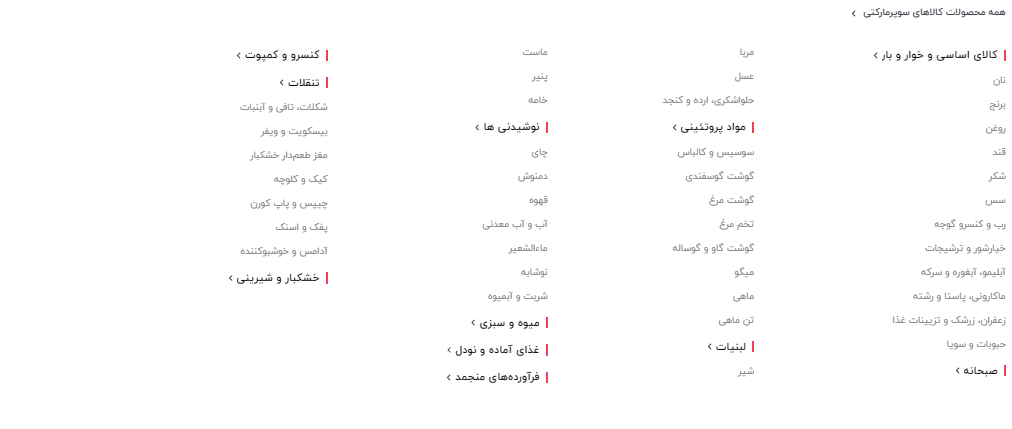 همه محصولات کالاهای سوپرمارکتی
کالای اساسی و خوار و بار
نان
برنج
روغن
قند
شکر
سس
رب و کنسرو گوجه
خیارشور و ترشیجات
آبلیمو، آبغوره و سرکه
ماکارونی، پاستا و رشته
زعفران، زرشک و تزیینات غذا
حبوبات و سویا
صبحانه
مربا
عسل
حلواشکری، ارده و کنجد
مواد پروتئینی
سوسیس و کالباس
گوشت گوسفندی
گوشت مرغ
تخم مرغ
گوشت گاو و گوساله
میگو
ماهی
تن ماهی
لبنیات
شیر
ماست
پنیر
خامه
نوشیدنی ها
چای
دمنوش
قهوه
آب و آب معدنی
ماءالشعیر
نوشابه
شربت و آبمیوه
میوه و سبزی
غذای آماده و نودل
فرآورده‌های منجمد
کنسرو و کمپوت
تنقلات
شکلات، تافی و آبنبات
بیسکویت و ویفر
مغز طعم‌دار خشکبار
کیک و کلوچه
چیپس و پاپ کورن
پفک و اسنک
آدامس و خوشبوکننده
خشکبار و شیرینی